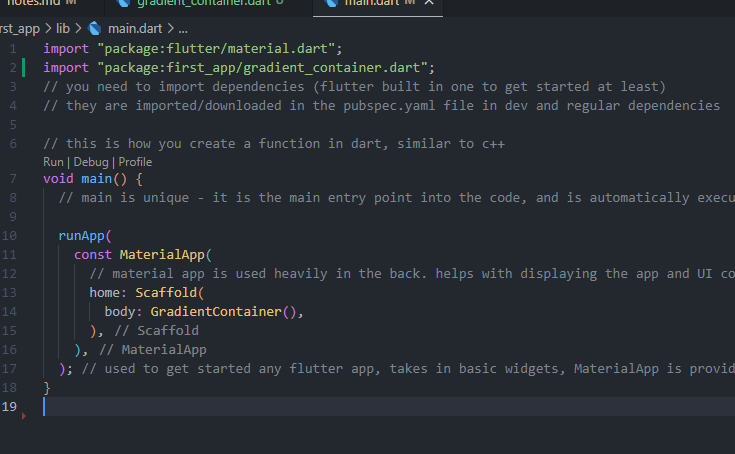 notes.md M gradient_container.dart U main.dart M
rst_app > lib > main.dart > ...
1 import "package:flutter/material.dart";
2 import "package:first_app/gradient_container.dart";
3 // you need to import dependencies (flutter built in one to get started at least)
4 // they are imported/downloaded in the pubspec.yaml file in dev and regular dependencies
5
6 // this is how you create a function in dart, similar to c++
Run | Debug | Profile
7 void main() {
8 // main is unique - it is the main entry point into the code, and is automatically execu
9
10 runApp(
11 const MaterialApp(
12 // material app is used heavily in the back. helps with displaying the app and UI co
13 home: Scaffold(
14 body: GradientContainer(),
15 ), // Scaffold
16 ), // MaterialApp
17 ); // used to get started any flutter app, takes in basic widgets, MaterialApp is provid
18 }
19